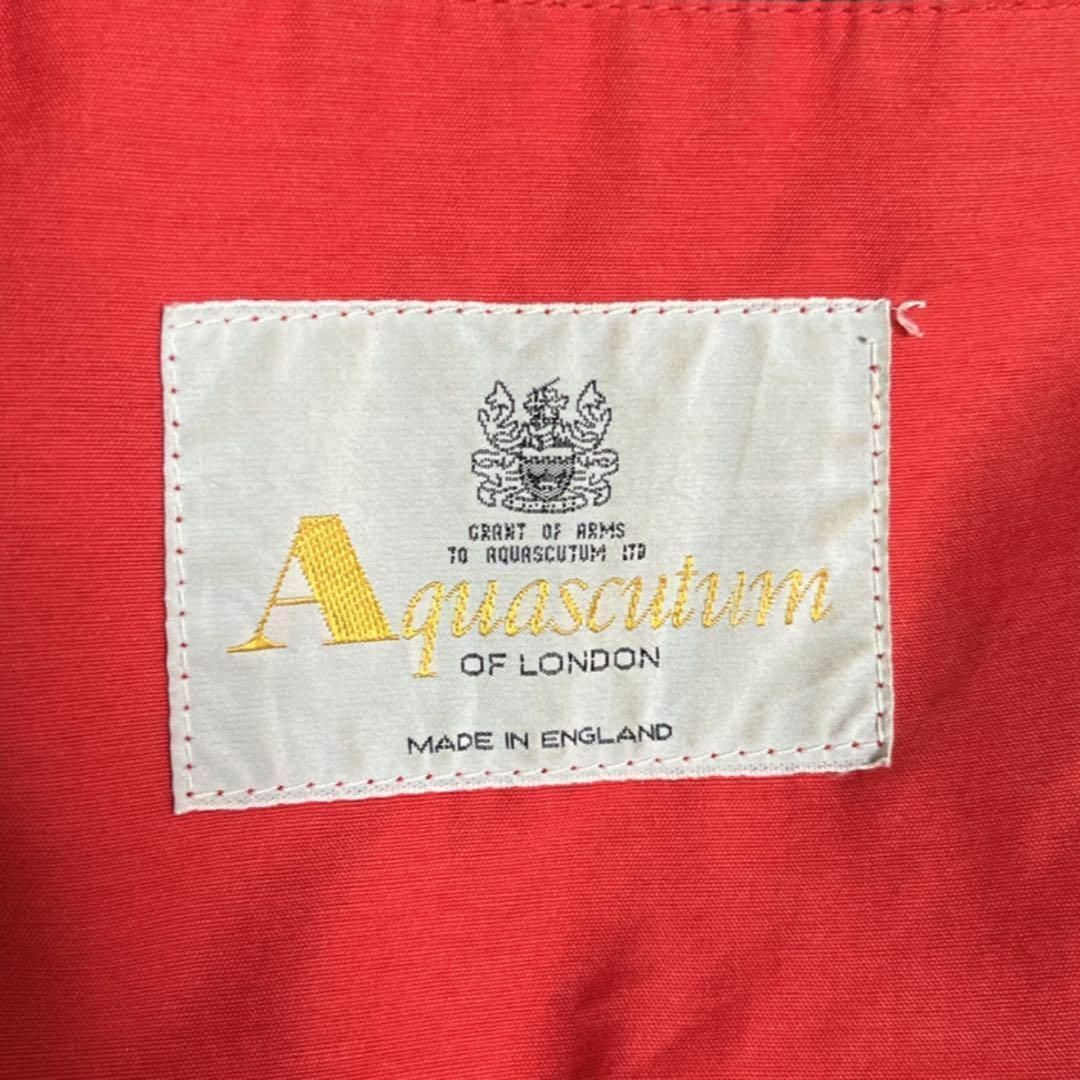 GRANT OF ARMS
TO AQUASCUTUM LTD
Aquascutum
OF LONDON
MADE IN ENGLAND